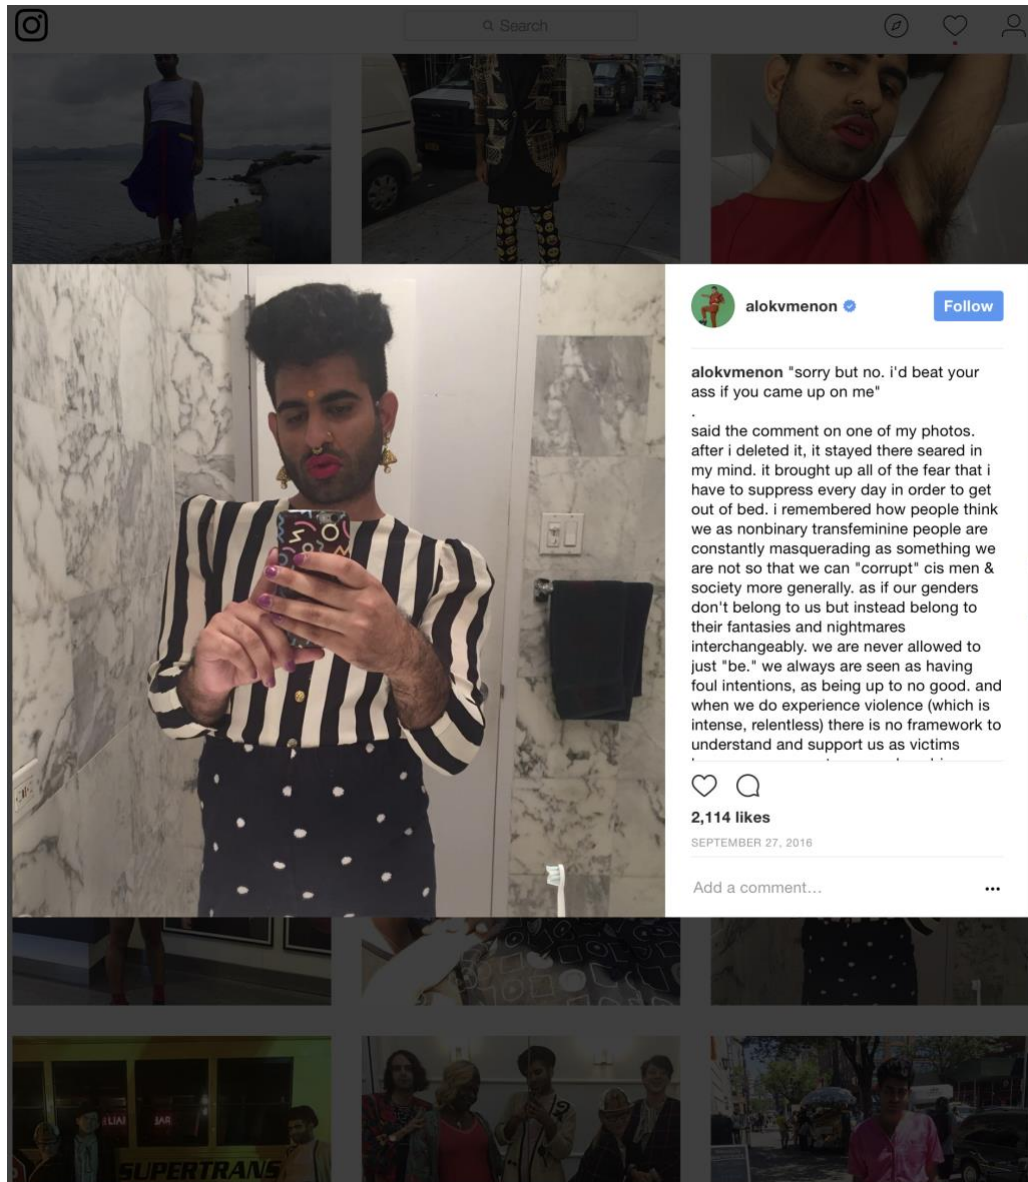 Search
alokvmenon
Follow
alokvmenon "sorry but no. i'd beat your
ass if you came up on me"
.
said the comment on one of my photos.
after i deleted it, it stayed there seared in
my mind. it brought up all of the fear that i
have to suppress every day in order to get
out of bed. i remembered how people think
we as nonbinary transfeminine people are
constantly masquerading as something we
are not so that we can "corrupt" cis men &
society more generally. as if our genders
don't belong to us but instead belong to
their fantasies and nightmares
interchangeably. we are never allowed to
just "be." we always are seen as having
foul intentions, as being up to no good. and
when we do experience violence (which is
intense, relentless) there is no framework to
understand and support us as victims
2,114 likes
SEPTEMBER 27, 2016
Add a comment...
SUPERTRANS